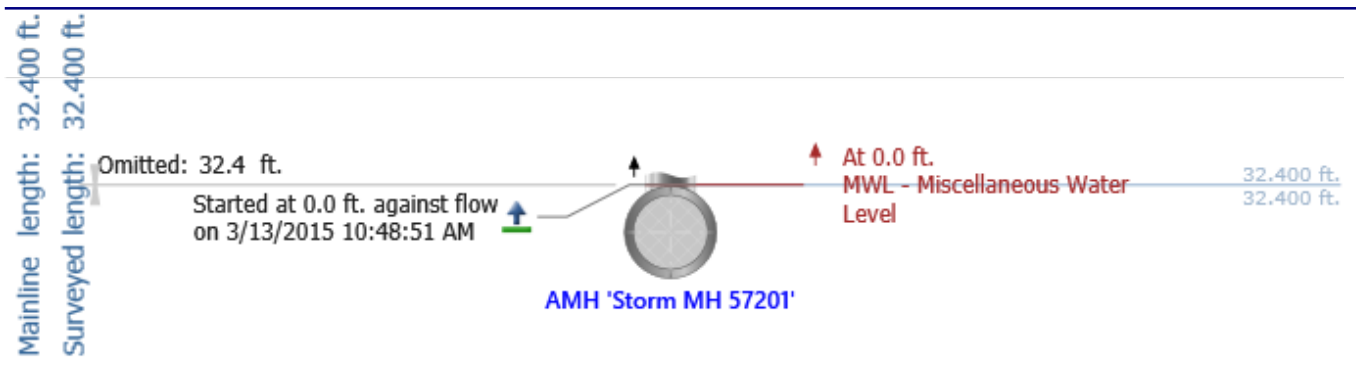 Mainline length: 32.400 ft.
Surveyed length: 32.400 ft.
Omitted: 32.4 ft.
Started at 0.0 ft. against flow
on 3/13/2015 10:48:51 AM
AMH 'Storm MH 57201'
At 0.0 ft.
MWL - Miscellaneous Water
Level
32.400 ft.
32.400 ft.